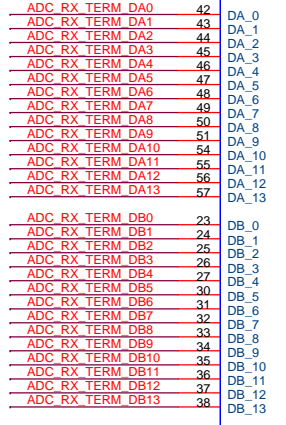 ADC_RX_TERM_DA0 42 DA_0
ADC_RX_TERM_DA1 43 DA_1
ADC_RX_TERM_DA2 44 DA_2
ADC_RX_TERM_DA3 45 DA_3
ADC_RX_TERM_DA4 46 DA_4
ADC_RX_TERM_DA5 47 DA_5
ADC_RX_TERM_DA6 48 DA_6
ADC_RX_TERM_DA7 49 DA_7
ADC_RX_TERM_DA8 50 DA_8
ADC_RX_TERM_DA9 51 DA_9
ADC_RX_TERM_DA10 54 DA_10
ADC_RX_TERM_DA11 55 DA_11
ADC_RX_TERM_DA12 56 DA_12
ADC_RX_TERM_DA13 57 DA_13
ADC_RX_TERM_DB0 23 DB_0
ADC_RX_TERM_DB1 24 DB_1
ADC_RX_TERM_DB2 25 DB_2
ADC_RX_TERM_DB3 26 DB_3
ADC_RX_TERM_DB4 27 DB_4
ADC_RX_TERM_DB5 30 DB_5
ADC_RX_TERM_DB6 31 DB_6
ADC_RX_TERM_DB7 32 DB_7
ADC_RX_TERM_DB8 33 DB_8
ADC_RX_TERM_DB9 34 DB_9
ADC_RX_TERM_DB10 35 DB_10
ADC_RX_TERM_DB11 36 DB_11
ADC_RX_TERM_DB12 37 DB_12
ADC_RX_TERM_DB13 38 DB_13